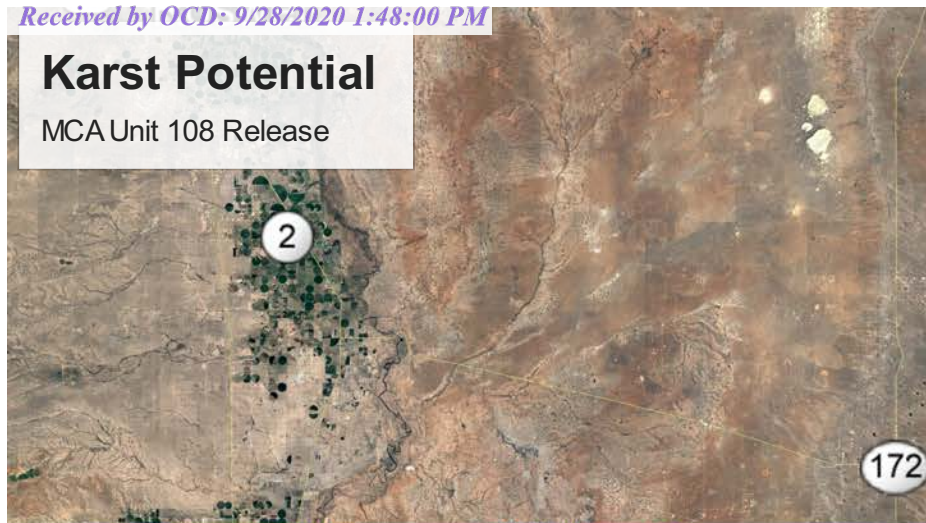 Received by OCD: 9/28/2020 1:48:00 PM
Karst Potential
MCA Unit 108 Release
2
172